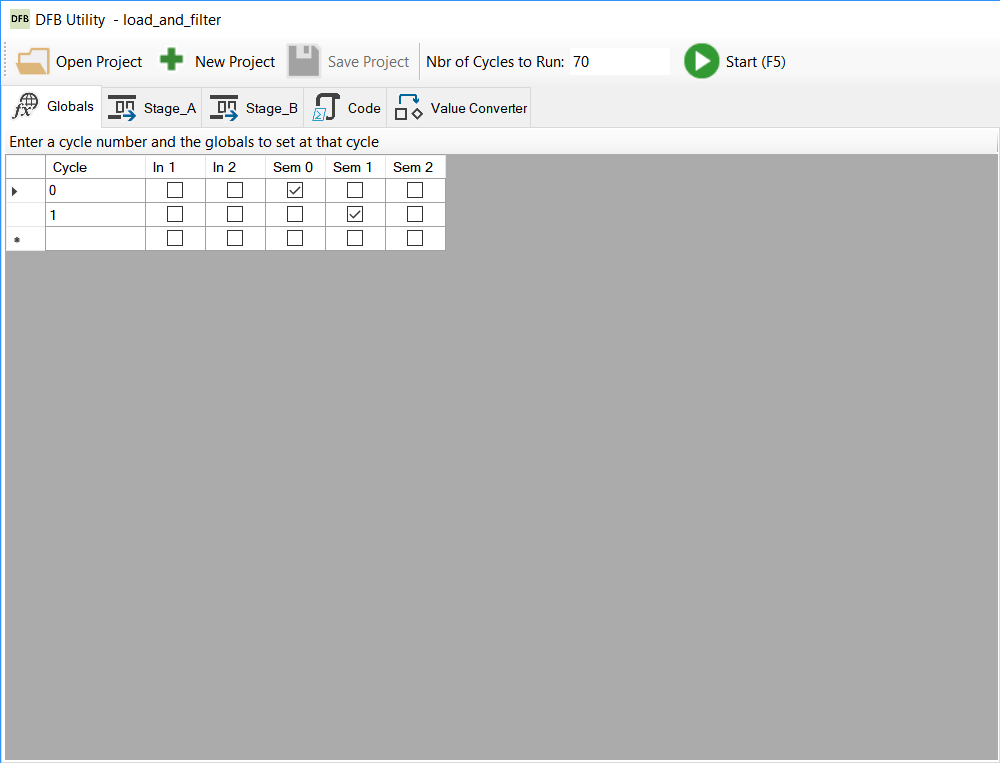 DFB DFB Utility - load_and_filter
Open Project New Project Save Project Nbr of Cycles to Run: 70 Start (F5)
Globals Stage_A Stage_B Code Value Converter
Enter a cycle number and the globals to set at that cycle
Cycle In 1 In 2 Sem 0 Sem 1 Sem 2
0
1